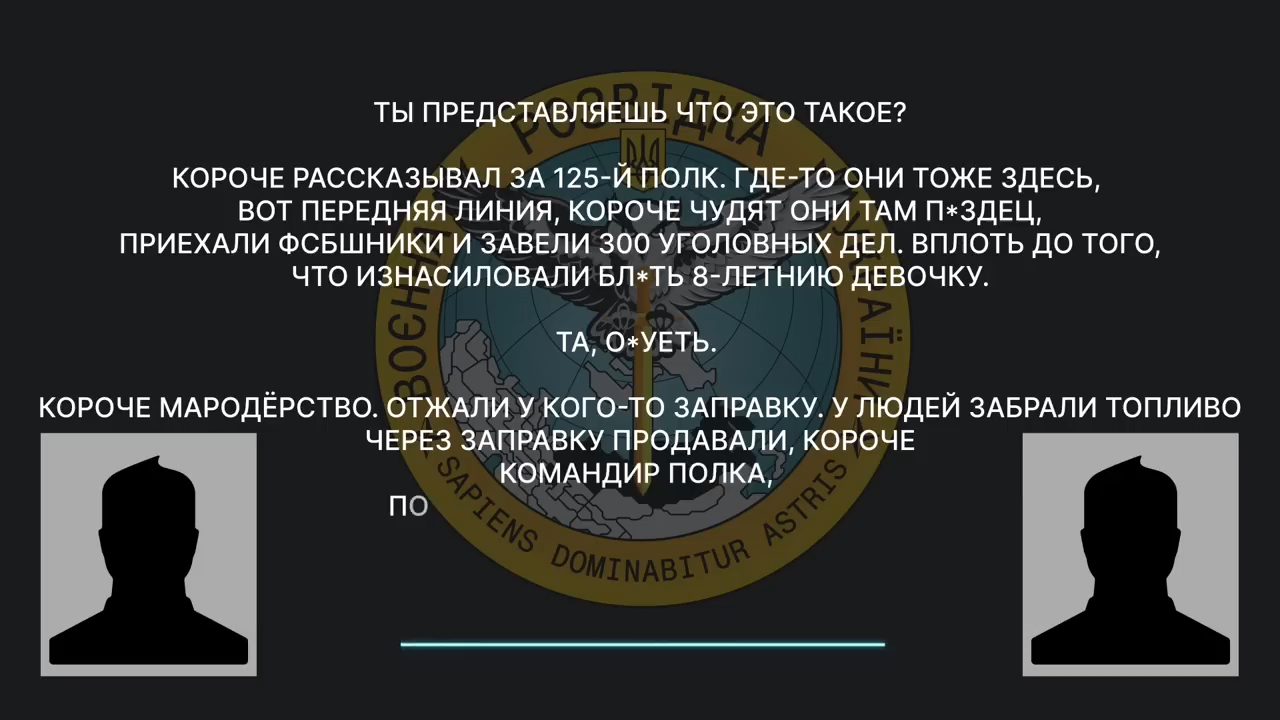 ТЫ ПРЕДСТАВЛЯЕШЬ ЧТО ЭТО ТАКОЕ?
КОРОЧЕ РАССКАЗЫВАЛ ЗА 125-Й ПОЛК. ГДЕ-ТО ОНИ ТОЖЕ ЗДЕСЬ,
ВОТ ПЕРЕДНЯЯ ЛИНИЯ, КОРОЧЕ ЧУДЯТ ОНИ ТАМ П*ЗДЕЦ,
ПРИЕХАЛИ ФСБШНИКИ И ЗАВЕЛИ 300 УГОЛОВНЫХ ДЕЛ. ВПЛОТЬ ДО ТОГО,
ЧТО ИЗНАСИЛОВАЛИ БЛ*ТЬ 8-ЛЕТНИЮ ДЕВОЧКУ.
ТА, О*УЕТЬ.
КОРОЧЕ МАРОДЁРСТВО. ОТЖАЛИ У КОГО-ТО ЗАПРАВКУ. У ЛЮДЕЙ ЗАБРАЛИ ТОПЛИВО
ЧЕРЕЗ ЗАПРАВКУ ПРОДАВАЛИ, КОРОЧЕ
КОМАНДИР ПОЛКА,
ПО
ВОЄННА РОЗВІДКА УКРАЇНИ
SAPIENS DOMINABITUR ASTRIS